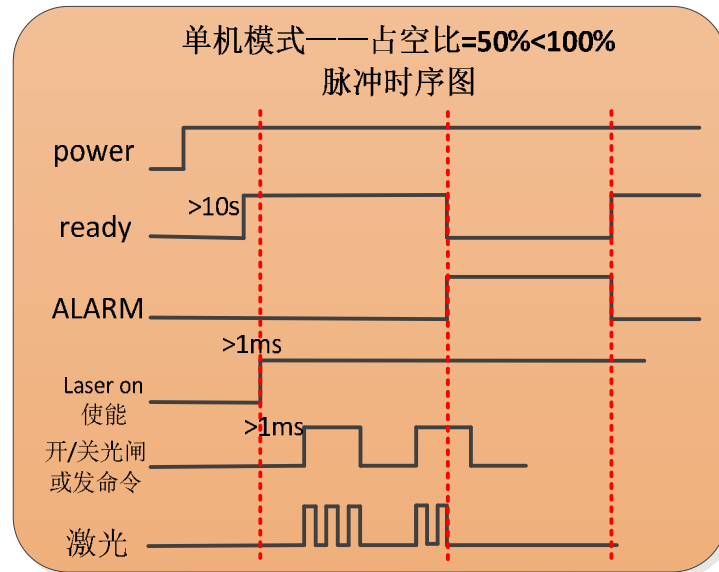 单机模式——占空比=50%<100%
脉冲时序图
power
>10s
ready
ALARM
>1ms
Laser on
使能
>1ms
开/关光闸
或发命令
激光